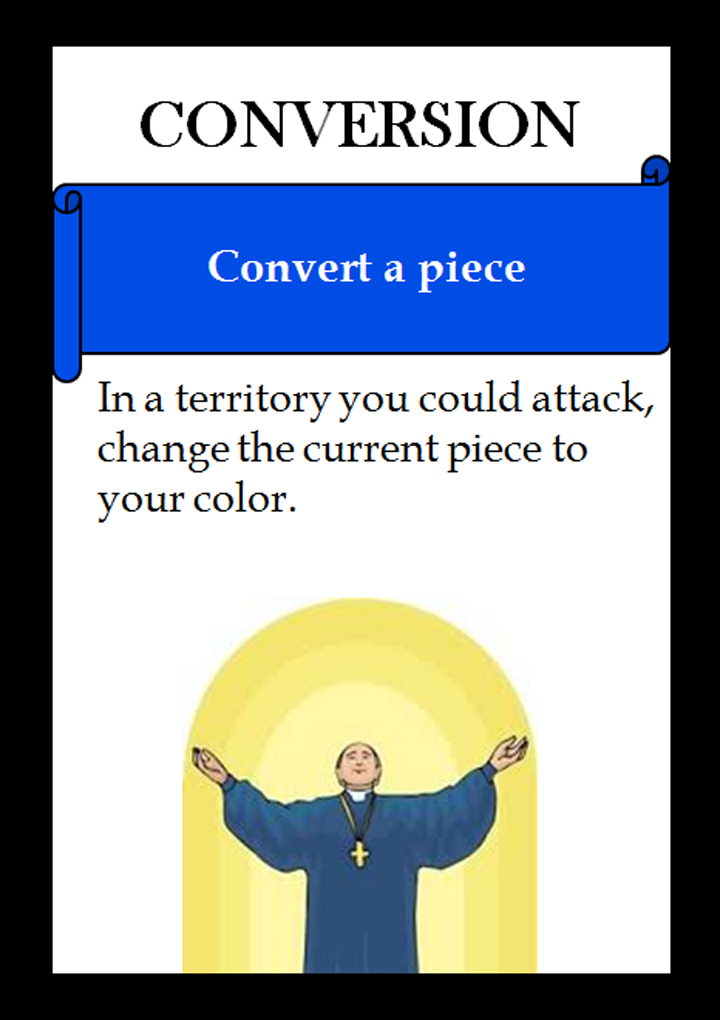 CONVERSION
Convert a piece
In a territory you could attack,
change the current piece to
your color.